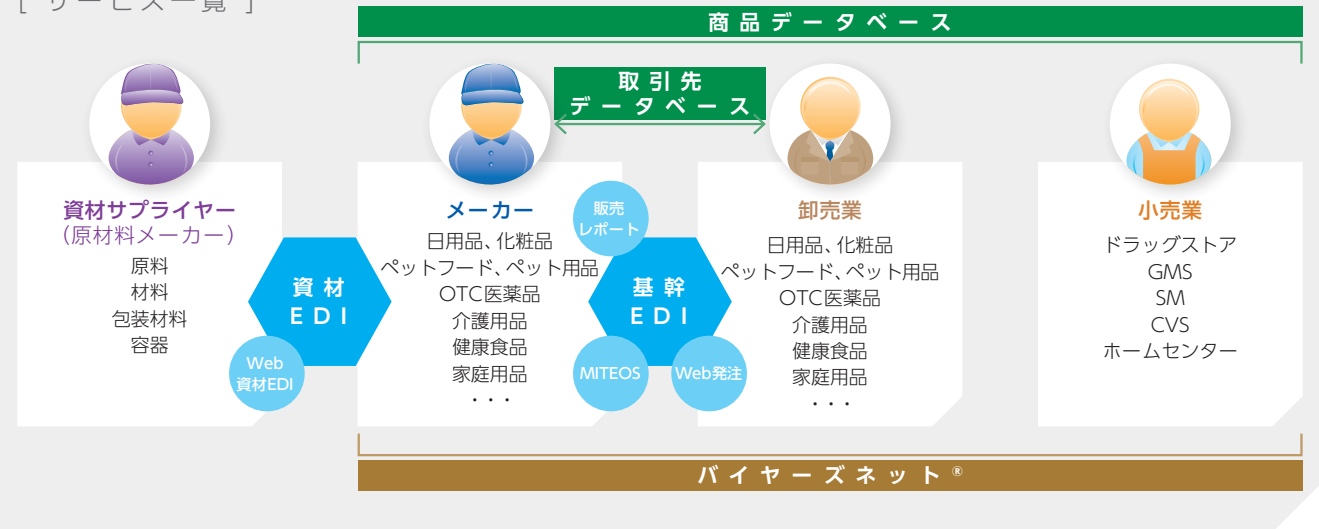 [ サービス一覧 ]
商品データベース
取引先
データベース
資材サプライヤー
（原材料メーカー）
原料
材料
包装材料
容器
資材
EDI
Web
資材EDI
メーカー
日用品、化粧品
ペットフード、ペット用品
OTC医薬品
介護用品
健康食品
家庭用品
・・・
販売
レポート
基幹
EDI
MITEOS
Web発注
卸売業
日用品、化粧品
ペットフード、ペット用品
OTC医薬品
介護用品
健康食品
家庭用品
・・・
小売業
ドラッグストア
GMS
SM
CVS
ホームセンター
バイヤーズネット®